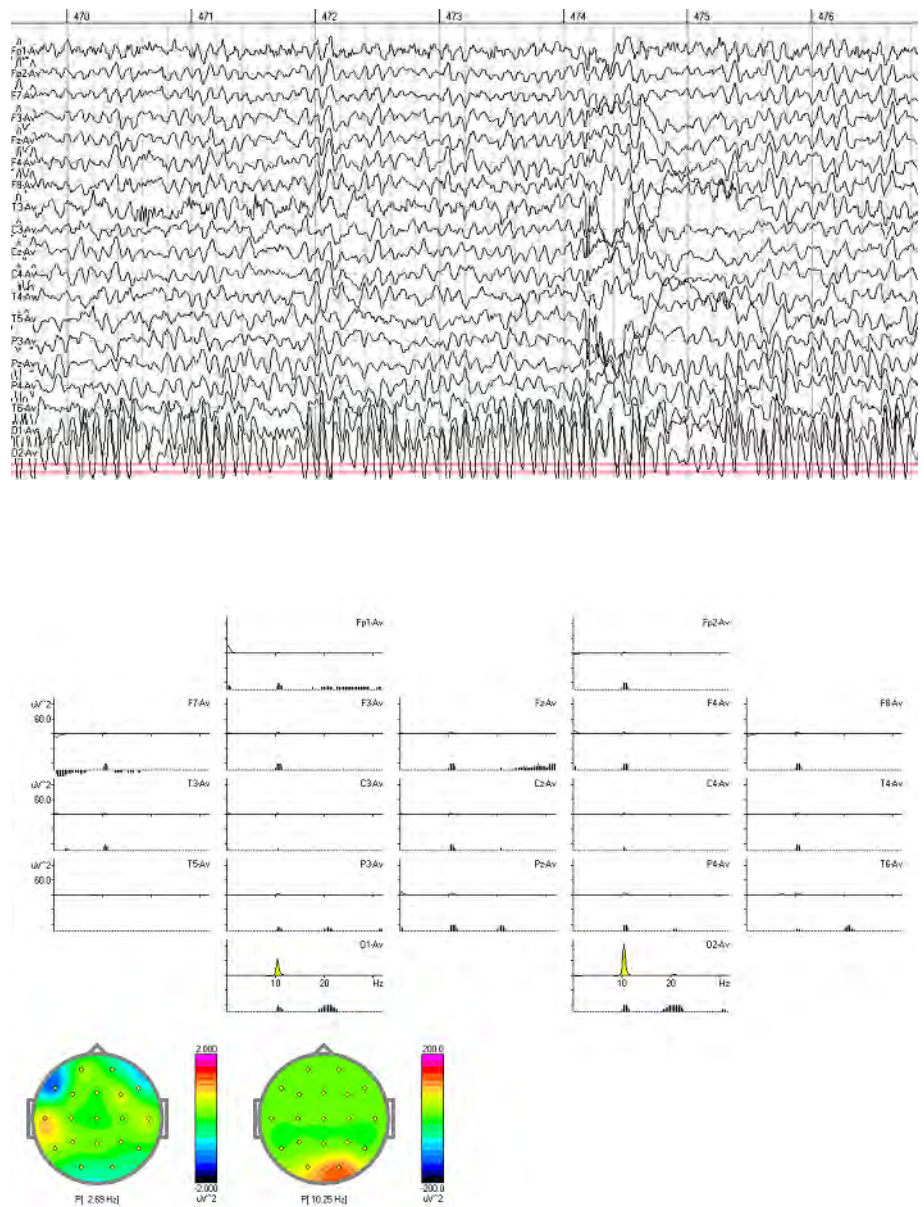 470 471 472 473 474 475 476
Fp1-Av
Fp2-Av
F7-Av
F3-Av
Fz-Av
F4-Av
F8-Av
T3-Av
C3-Av
Cz-Av
C4-Av
T4-Av
T5-Av
P3-Av
Pz-Av
P4-Av
T6-Av
O1-Av
O2-Av
Fp1-Av Fp2-Av
uV^2 F7-Av F3-Av Fz-Av F4-Av F8-Av
60.0
uV^2 T3-Av C3-Av Cz-Av C4-Av T4-Av
60.0
uV^2 T5-Av P3-Av Pz-Av P4-Av T6-Av
60.0
O1-Av O2-Av
10 20 Hz 10 20 Hz
2.000 200.0
-2.000 -200.0
P[ 2.69 Hz] uV^2 P[ 10.25 Hz] uV^2